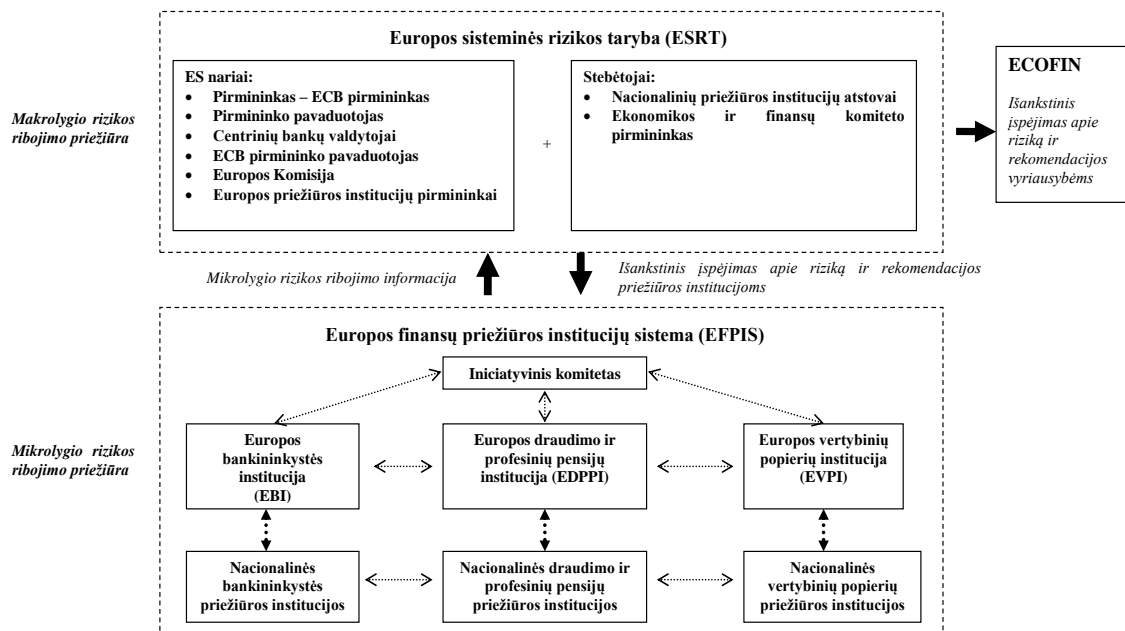 Europos sisteminės rizikos taryba (ESRT)
Makrolygio rizikos
ribojimo priežiūra
ES nariai:
• Pirmininkas – ECB pirmininkas
• Pirmininko pavaduotojas
• Centrinių bankų valdytojai
• ECB pirmininko pavaduotojas
• Europos Komisija
• Europos priežiūros institucijų pirmininkai
+
Stebėtojai:
• Nacionalinių priežiūros institucijų atstovai
• Ekonomikos ir finansų komiteto
pirmininkas
ECOFIN
Išankstinis
įspėjimas apie
riziką ir
rekomendacijos
vyriausybėms
Mikrolygio rizikos ribojimo informacija
Išankstinis įspėjimas apie riziką ir rekomendacijos
priežiūros institucijoms
Europos finansų priežiūros institucijų sistema (EFPIS)
Iniciatyvinis komitetas
Mikrolygio rizikos
ribojimo priežiūra
Europos
bankininkystės
institucija
(EBI)
Europos draudimo ir
profesinių pensijų
institucija (EDPPI)
Europos vertybinių
popierių institucija
(EVPI)
Nacionalinės
bankininkystės
priežiūros institucijos
Nacionalinės draudimo ir
profesinių pensijų
priežiūros institucijos
Nacionalinės
vertybinių popierių
priežiūros institucijos